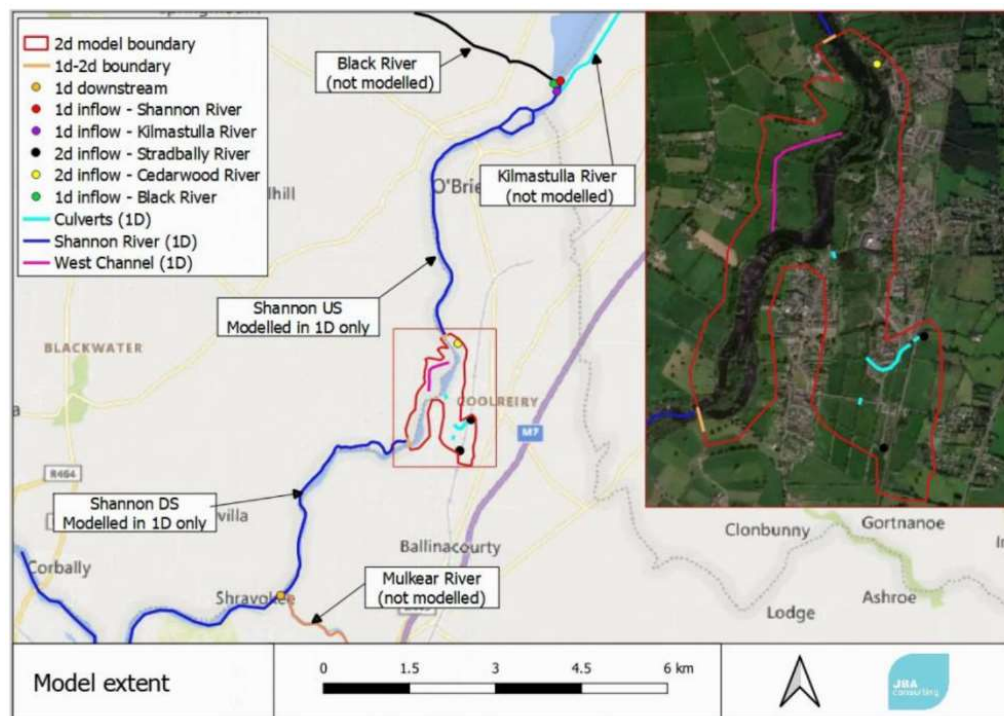 Springmount
2d model boundary
1d-2d boundary
1d downstream
1d inflow - Shannon River
1d inflow - Kilmastulla River
2d inflow - Stradbally River
2d inflow - Cedarwood River
1d inflow - Black River
Culverts (1D)
Shannon River (1D)
West Channel (1D)
Black River
(not modelled)
Kilmastulla River
(not modelled)
O'Brie
hill
Shannon US
Modelled in 1D only
BLACKWATER
COOLREIRY
M7
R464
Shannon DS
Modelled in 1D only
villa
Corbally
Ballinacourty
Mulkear River
(not modelled)
Shravokee
Clonbunny
Gortnanoe
Lodge
Ashroe
Model extent
0 1.5 3 4.5 6 km
JBA
consulting